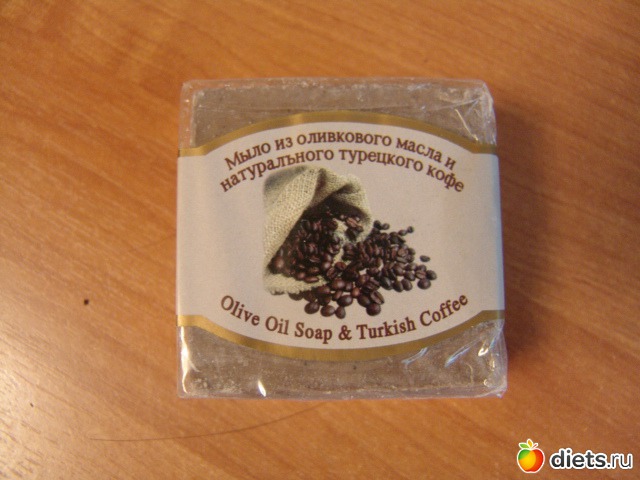 Мыло из оливкового масла и
натурального турецкого кофе
Olive Oil Soap & Turkish Coffee
diets.ru